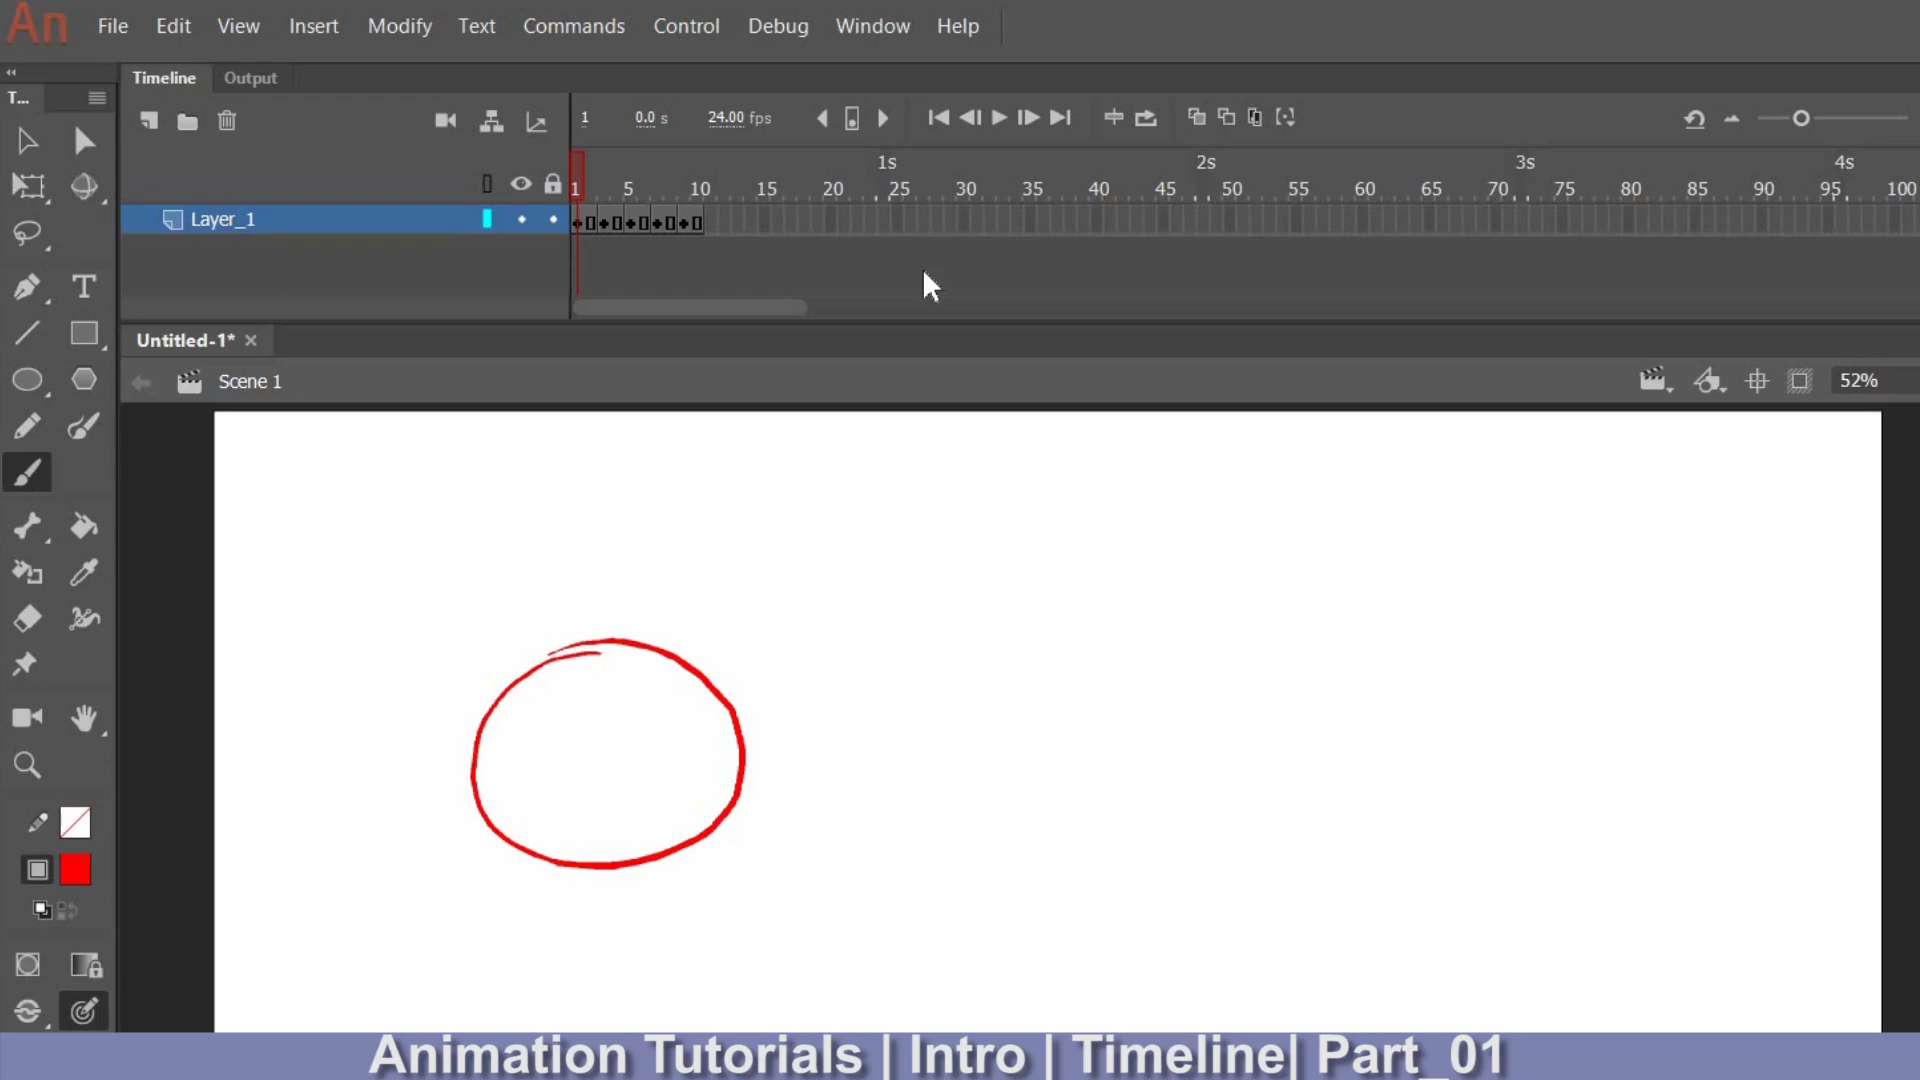 An File Edit View Insert Modify Text Commands Control Debug Window Help
Timeline Output
T...
1 0.0 s 24.00 fps
1s 2s 3s 4s
1 5 10 15 20 25 30 35 40 45 50 55 60 65 70 75 80 85 90 95 100
Layer_1
Untitled-1*
Scene 1
52%
Animation Tutorials | Intro | Timeline| Part_01